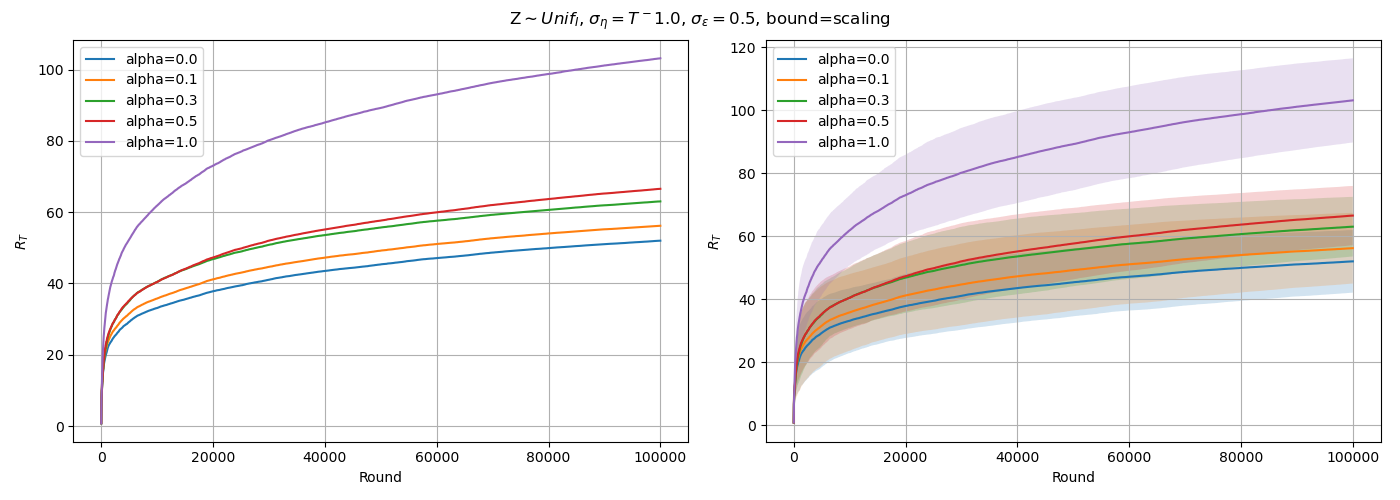 Z ∼ Unif_I, σ_η = T^−1.0, σ_ε = 0.5, bound=scaling
alpha=0.0
alpha=0.1
alpha=0.3
alpha=0.5
alpha=1.0
R_T
100
80
60
40
20
0
0 20000 40000 60000 80000 100000
Round
alpha=0.0
alpha=0.1
alpha=0.3
alpha=0.5
alpha=1.0
R_T
120
100
80
60
40
20
0
0 20000 40000 60000 80000 100000
Round